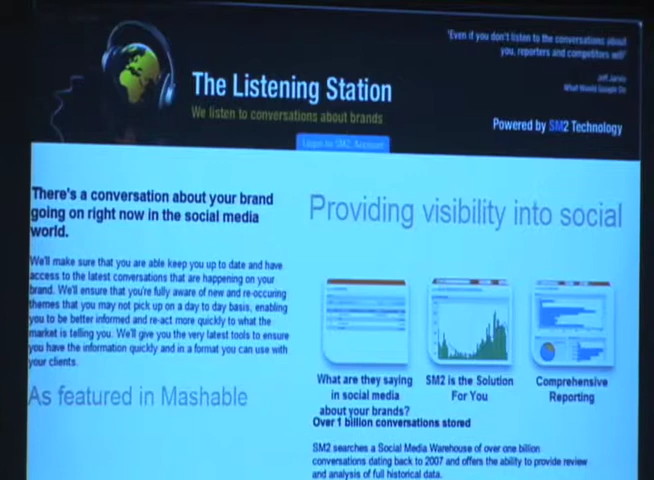 'Even if you don't listen to the conversations about
you, reporters and competitors will'
Jeff Jarvis
What Would Google Do
The Listening Station
We listen to conversations about brands
Powered by SM2 Technology
Login to SM2 Account
There's a conversation about your brand
going on right now in the social media
world.
We'll make sure that you are able keep you up to date and have
access to the latest conversations that are happening on your
brand. We'll ensure that you're fully aware of new and re-occuring
themes that you may not pick up on a day to day basis, enabling
you to be better informed and re-act more quickly to what the
market is telling you. We'll give you the very latest tools to ensure
you have the information quickly and in a format you can use with
your clients.
As featured in Mashable
Providing visibility into social
What are they saying
in social media
about your brands?
SM2 is the Solution
For You
Comprehensive
Reporting
Over 1 billion conversations stored
SM2 searches a Social Media Warehouse of over one billion
conversations dating back to 2007 and offers the ability to provide review
and analysis of full historical data.